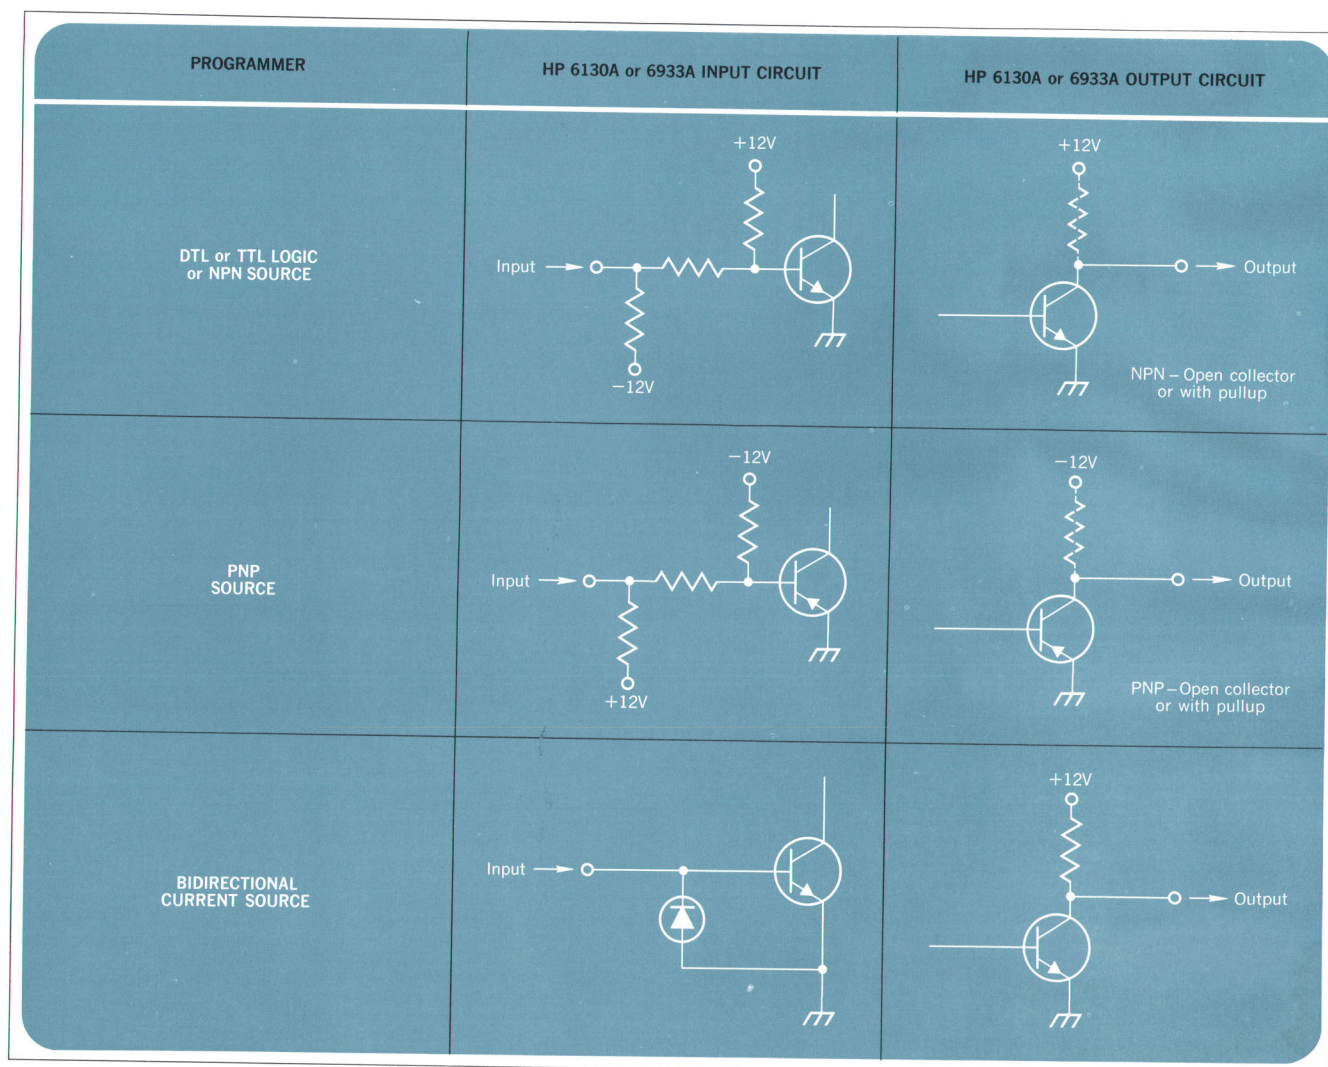 PROGRAMMER
HP 6130A or 6933A INPUT CIRCUIT
HP 6130A or 6933A OUTPUT CIRCUIT
DTL or TTL LOGIC
or NPN SOURCE
+12V
Input
−12V
+12V
Output
NPN – Open collector
or with pullup
PNP
SOURCE
−12V
Input
+12V
−12V
Output
PNP – Open collector
or with pullup
BIDIRECTIONAL
CURRENT SOURCE
Input
+12V
Output